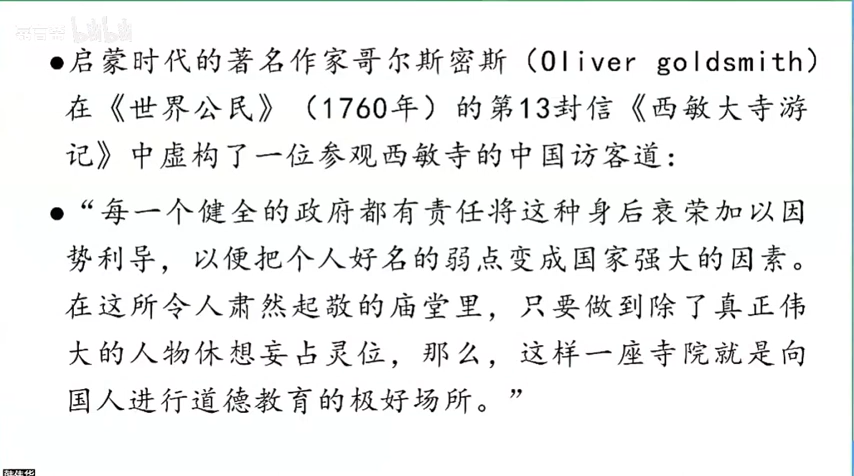 bilibili
●启蒙时代的著名作家哥尔斯密斯（Oliver goldsmith）
在《世界公民》（1760年）的第13封信《西敏大寺游
记》中虚构了一位参观西敏寺的中国访客道：
●“每一个健全的政府都有责任将这种身后衰荣加以因
势利导，以便把个人好名的弱点变成国家强大的因素。
在这所令人肃然起敬的庙堂里，只要做到除了真正伟
大的人物休想妄占灵位，那么，这样一座寺院就是向
国人进行道德教育的极好场所。”